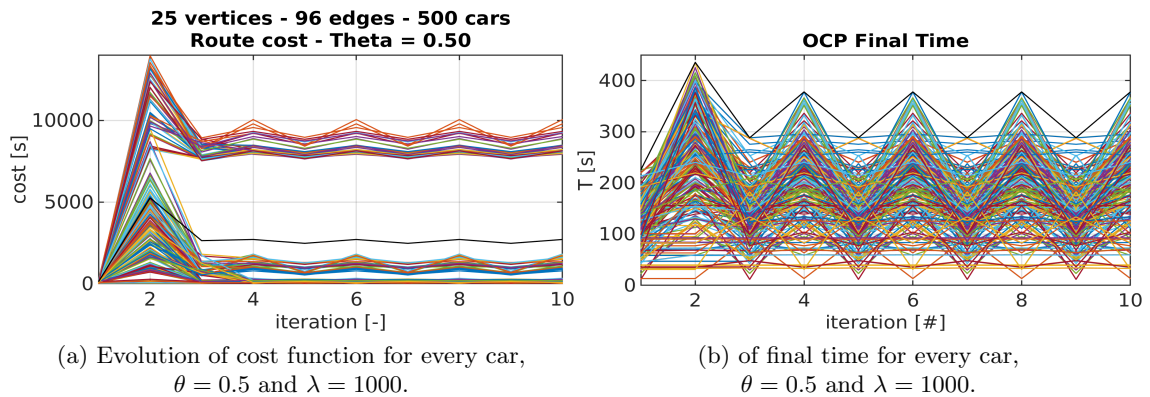 25 vertices - 96 edges - 500 cars
Route cost - Theta = 0.50
cost [s]
10000
5000
0
2
4
6
8
10
iteration [-]
(a) Evolution of cost function for every car,
θ = 0.5 and λ = 1000.
OCP Final Time
T [s]
400
300
200
100
0
2
4
6
8
10
iteration [#]
(b) of final time for every car,
θ = 0.5 and λ = 1000.